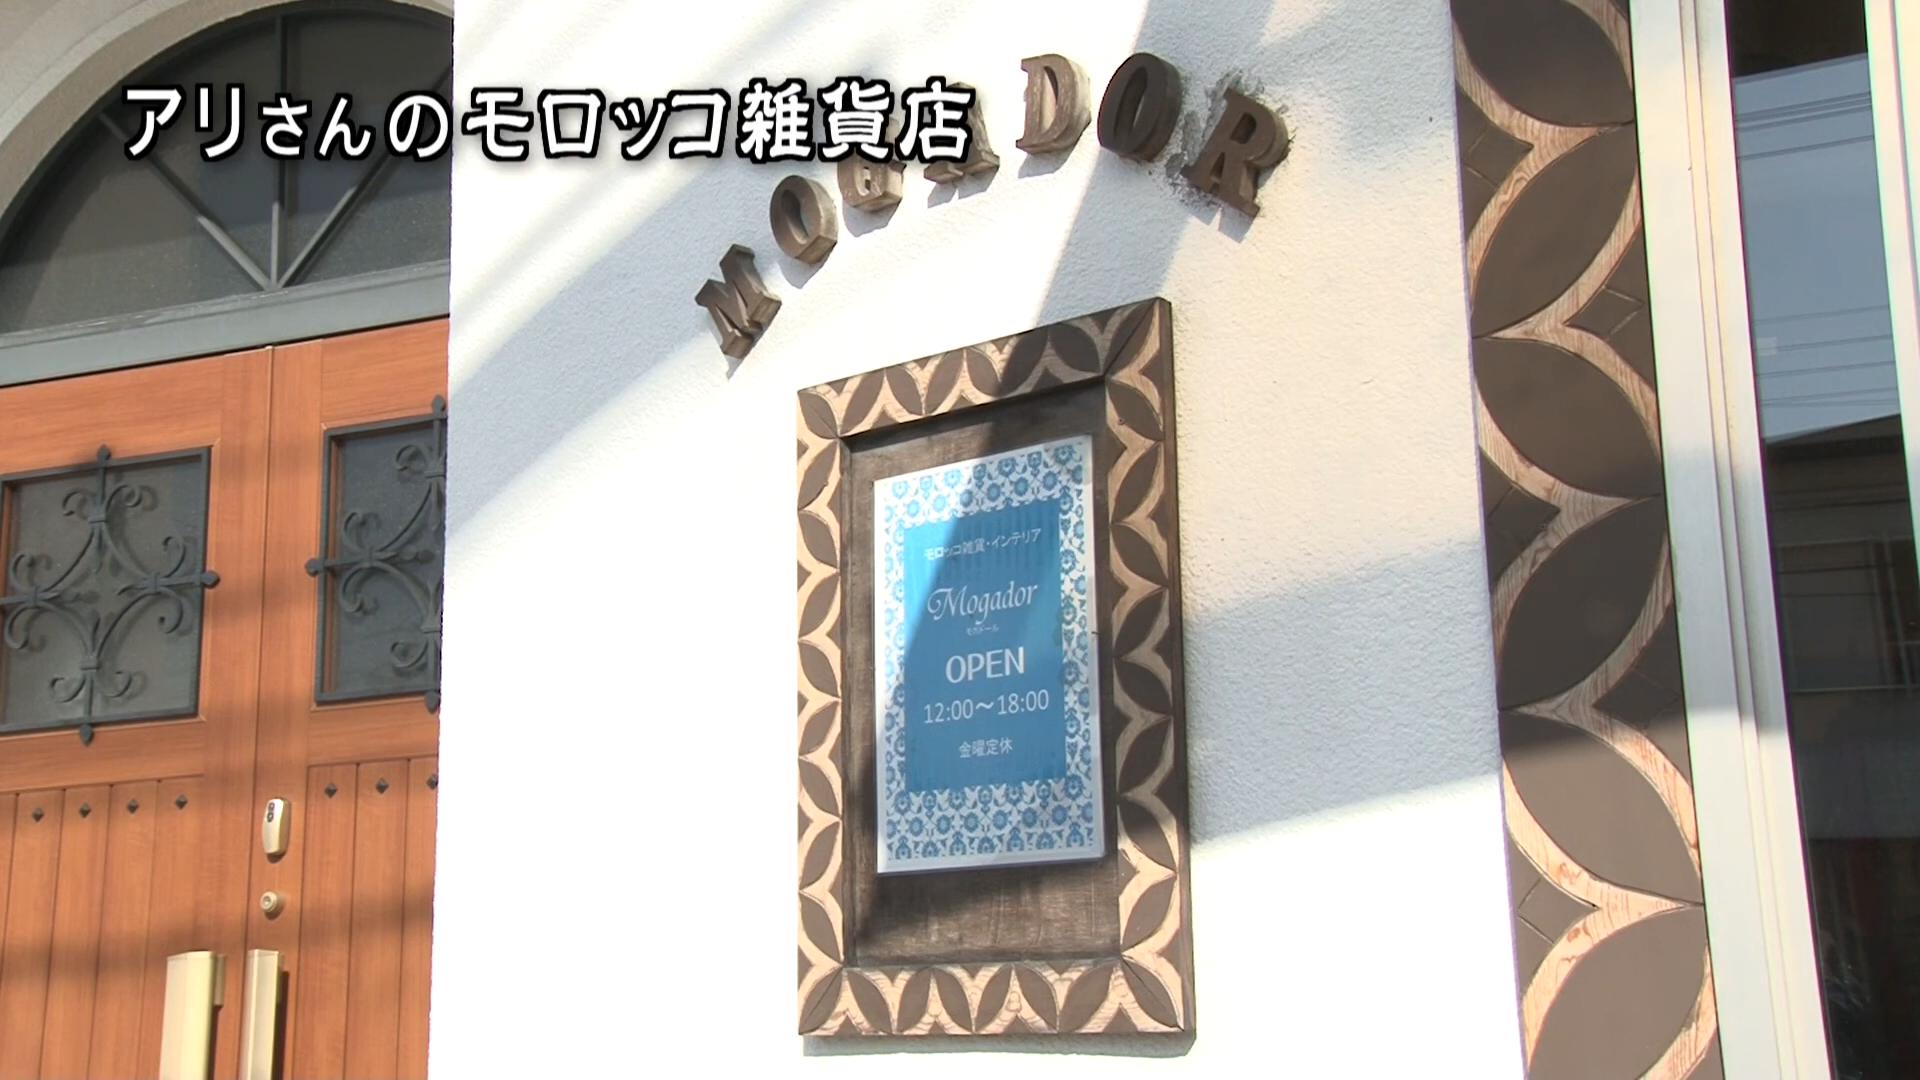 アリさんのモロッコ雑貨店
MOGADOR
モロッコ雑貨・インテリア
Mogador
モガドール
OPEN
12:00～18:00
金曜定休